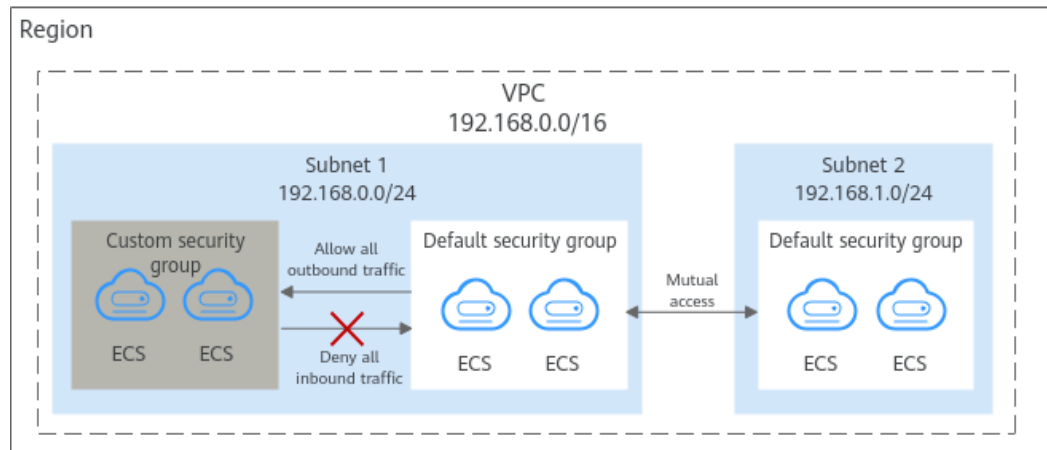 Region
VPC
192.168.0.0/16
Subnet 1
192.168.0.0/24
Custom security
group
ECS
ECS
Allow all
outbound traffic
Deny all
inbound traffic
Default security group
ECS
ECS
Mutual
access
Subnet 2
192.168.1.0/24
Default security group
ECS
ECS